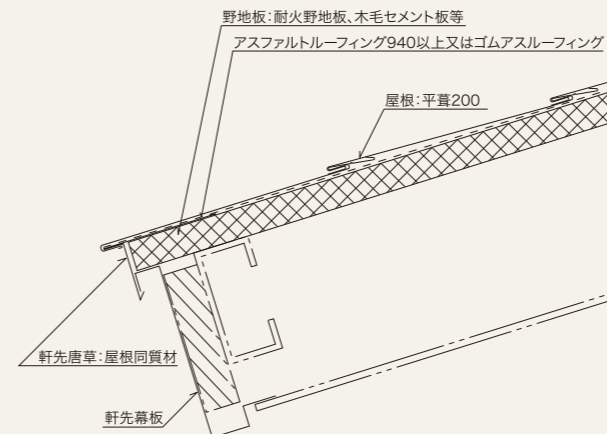 野地板：耐火野地板、木毛セメント板等
アスファルトルーフィング940以上又はゴムアスルーフィング
屋根：平葺200
軒先唐草：屋根同質材
軒先幕板